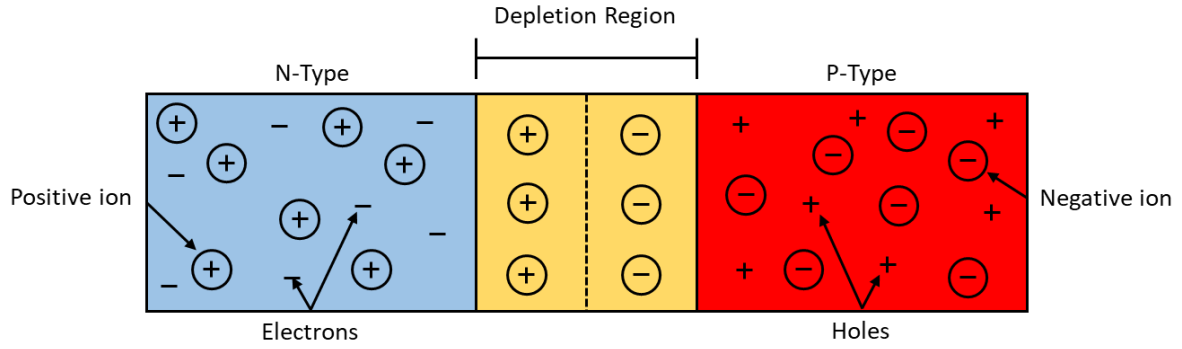 Depletion Region
N-Type
P-Type
Positive ion
Negative ion
Electrons
Holes